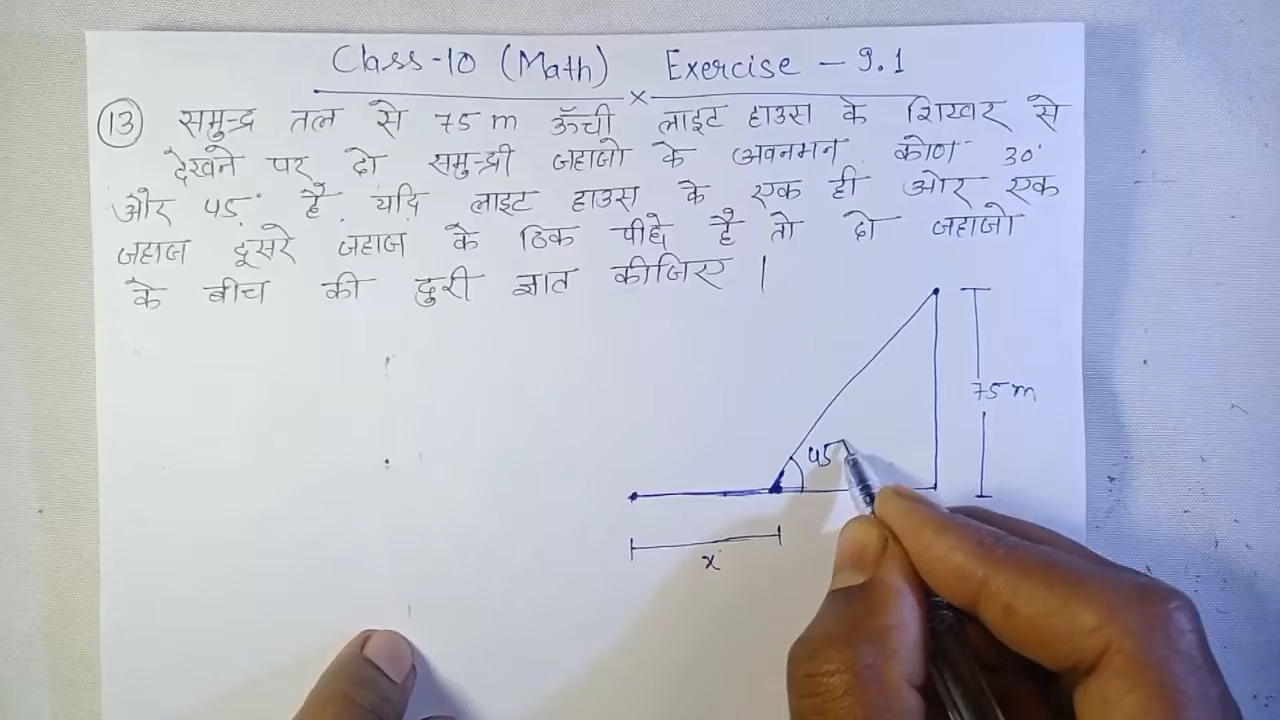 Class-10 (Math) Exercise - 9.1
(13) समुन्द्र तल से 75 m ऊँची लाइट हाउस के शिखर से
देखने पर दो समुन्द्री जहाजो के अवनमन कोण 30°
और 45° है यदि लाइट हाउस के एक ही ओर एक
जहाज दूसरे जहाज के ठिक पीछे है तो दो जहाजो
के बीच की दुरी ज्ञात कीजिए |
75 m
45°
x